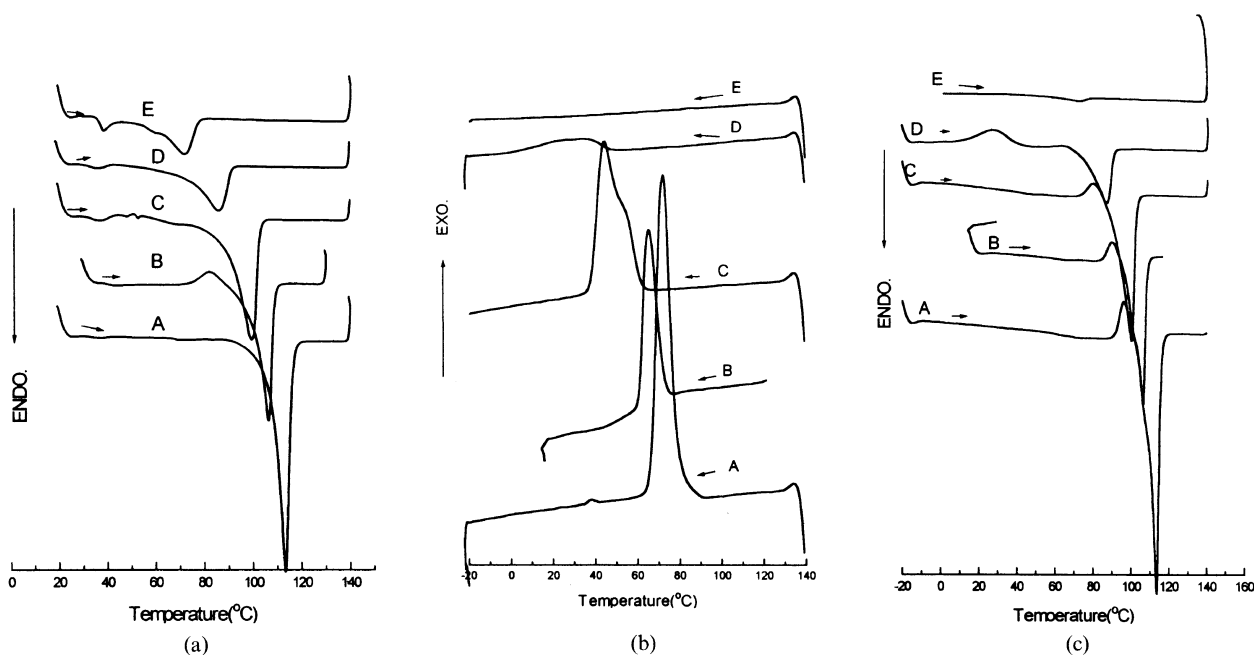 E
D
C
B
A
ENDO.
0 20 40 60 80 100 120 140
Temperature(°C)
(a)
E
D
EXO.
C
B
A
-20 0 20 40 60 80 100 120 140
Temperature(°C)
(b)
E
D
C
B
ENDO.
A
-20 0 20 40 60 80 100 120 140 160
Temperature(°C)
(c)